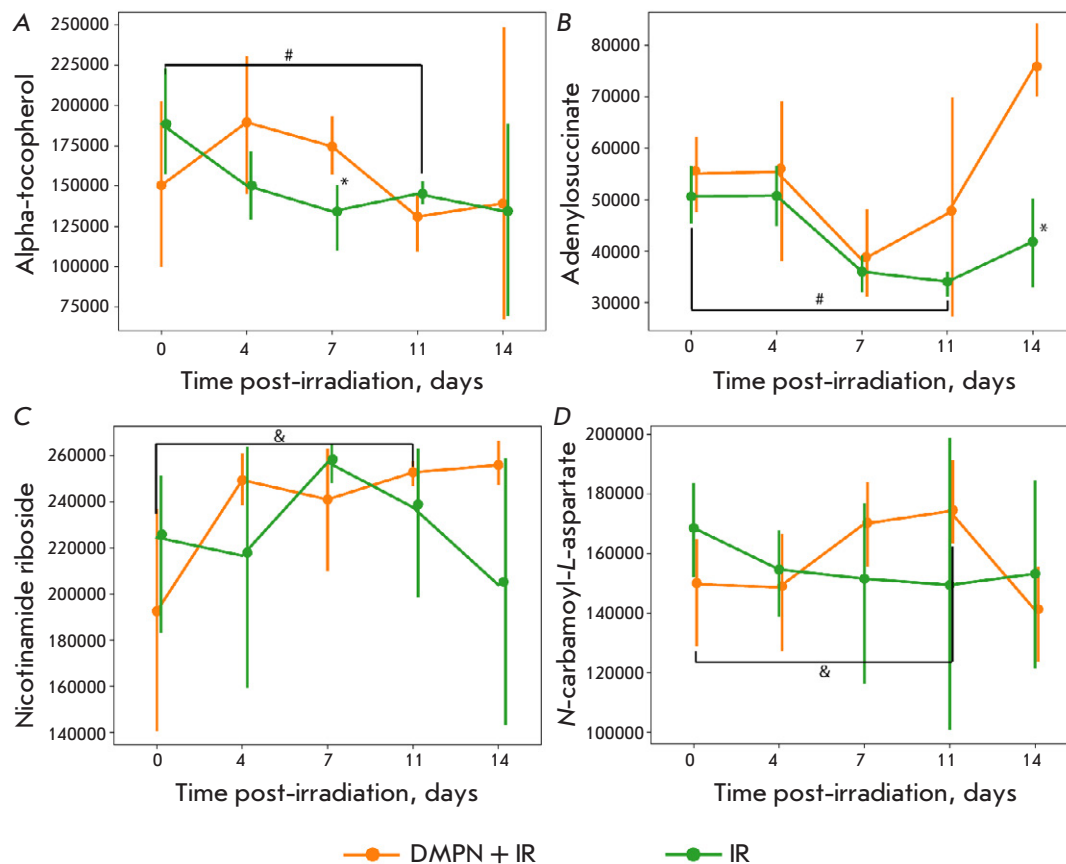 A
Alpha-tocopherol
250000
225000
200000
175000
150000
125000
100000
75000
#
*
0 4 7 11 14
Time post-irradiation, days
B
Adenylosuccinate
80000
70000
60000
50000
40000
30000
*
#
0 4 7 11 14
Time post-irradiation, days
C
Nicotinamide riboside
260000
240000
220000
200000
180000
160000
140000
&
0 4 7 11 14
Time post-irradiation, days
D
N-carbamoyl-L-aspartate
200000
180000
160000
140000
120000
100000
&
0 4 7 11 14
Time post-irradiation, days
DMPN + IR IR